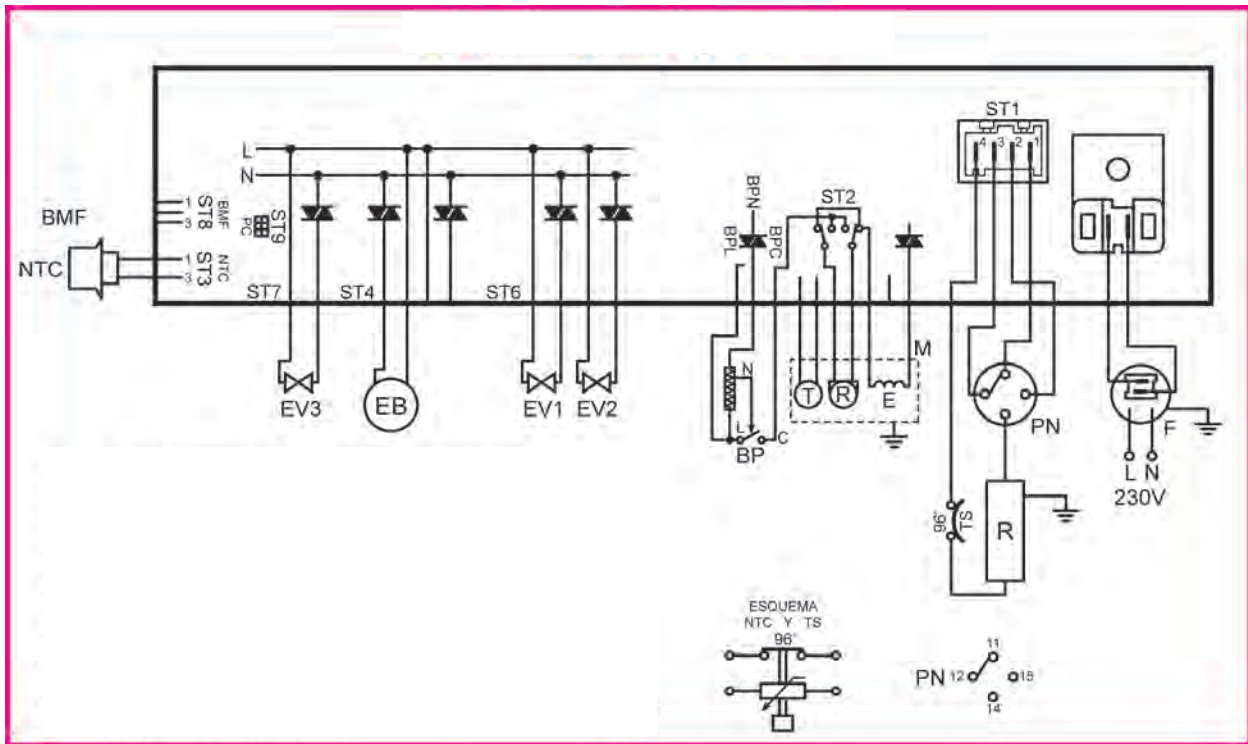 L
N
BMF
NTC
1
3
ST8
BMF
1
3
ST3
NTC
ST9
PC
ST7
ST4
ST6
EV3
EB
EV1
EV2
BPN
BPL
BPC
ST2
ST1
4
3
2
1
N
L
C
BP
T
R
E
M
PN
F
L N
230V
96°
TS
R
ESQUEMA
NTC Y TS
96°
PN
11
12
15
14